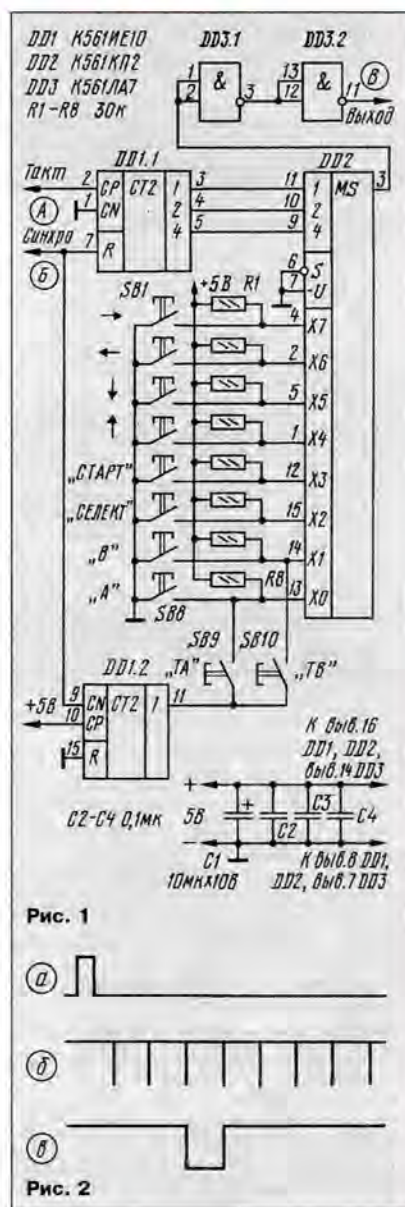 DD1 К561ИЕ10
DD2 К561КП2
DD3 К561ЛА7
R1-R8 30к
DD3.1
DD3.2
1
2
&
3
13
12
&
11
В
Выход
Такт
А
Синхро
Б
DD1.1
2
1
7
CP
CN
R
CT2
1
2
4
3
4
5
DD2
11
10
9
1
2
4
MS
3
6
7
S
-U
SB1
+5В
R1
4
X7
2
X6
5
X5
1
X4
„СТАРТ"
12
X3
„СЕЛЕКТ"
15
X2
„В"
14
X1
„А"
R8
13
X0
SB8
SB9
SB10
„ТА"
„ТВ"
DD1.2
+5В
9
10
15
CN
CP
R
CT2
1
11
К выв.16
DD1, DD2,
выв.14 DD3
C2-C4 0,1мк
+
5В
-
+
C2
C3
C4
C1
10мк×10В
К выв.8 DD1,
DD2, выв.7 DD3
Рис. 1
а
б
в
Рис. 2